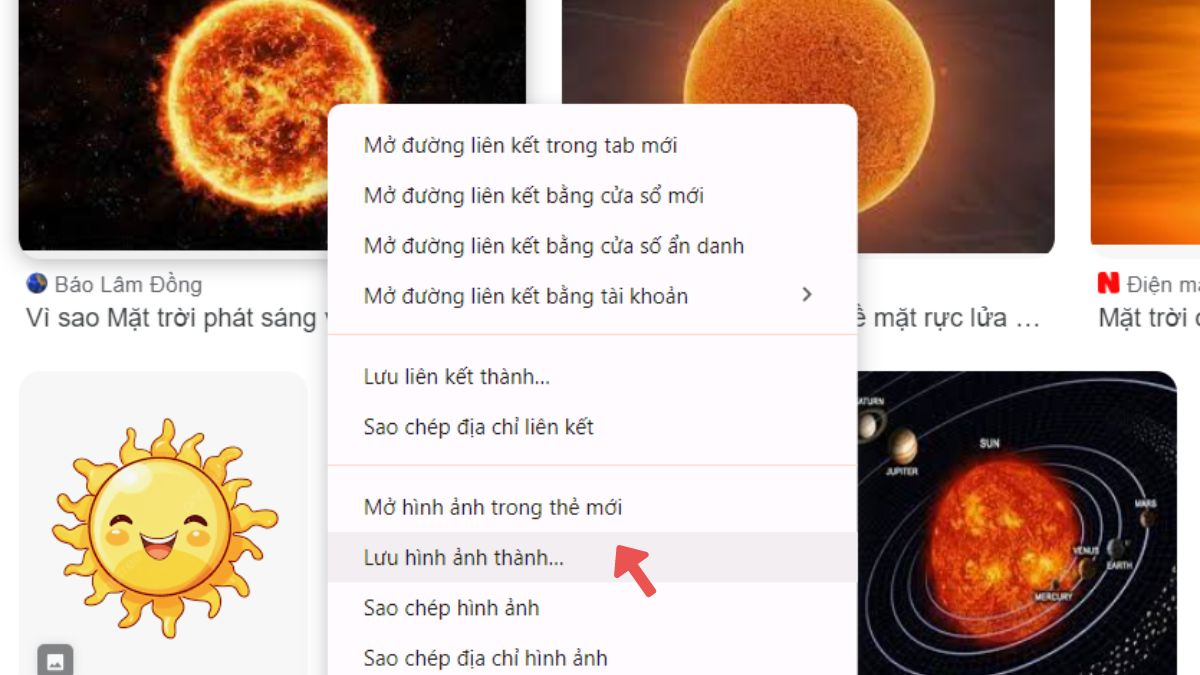 Mở đường liên kết trong tab mới
Mở đường liên kết bằng cửa sổ mới
Mở đường liên kết bằng cửa số ẩn danh
Mở đường liên kết bằng tài khoản
Báo Lâm Đồng
Điện má
Vì sao Mặt trời phát sáng
ề mặt rực lửa …
Mặt trời
Lưu liên kết thành...
Sao chép địa chỉ liên kết
Mở hình ảnh trong thẻ mới
Lưu hình ảnh thành...
Sao chép hình ảnh
Sao chép địa chỉ hình ảnh
SATURN
JUPITER
SUN
MARS
VENUS
EARTH
MERCURY